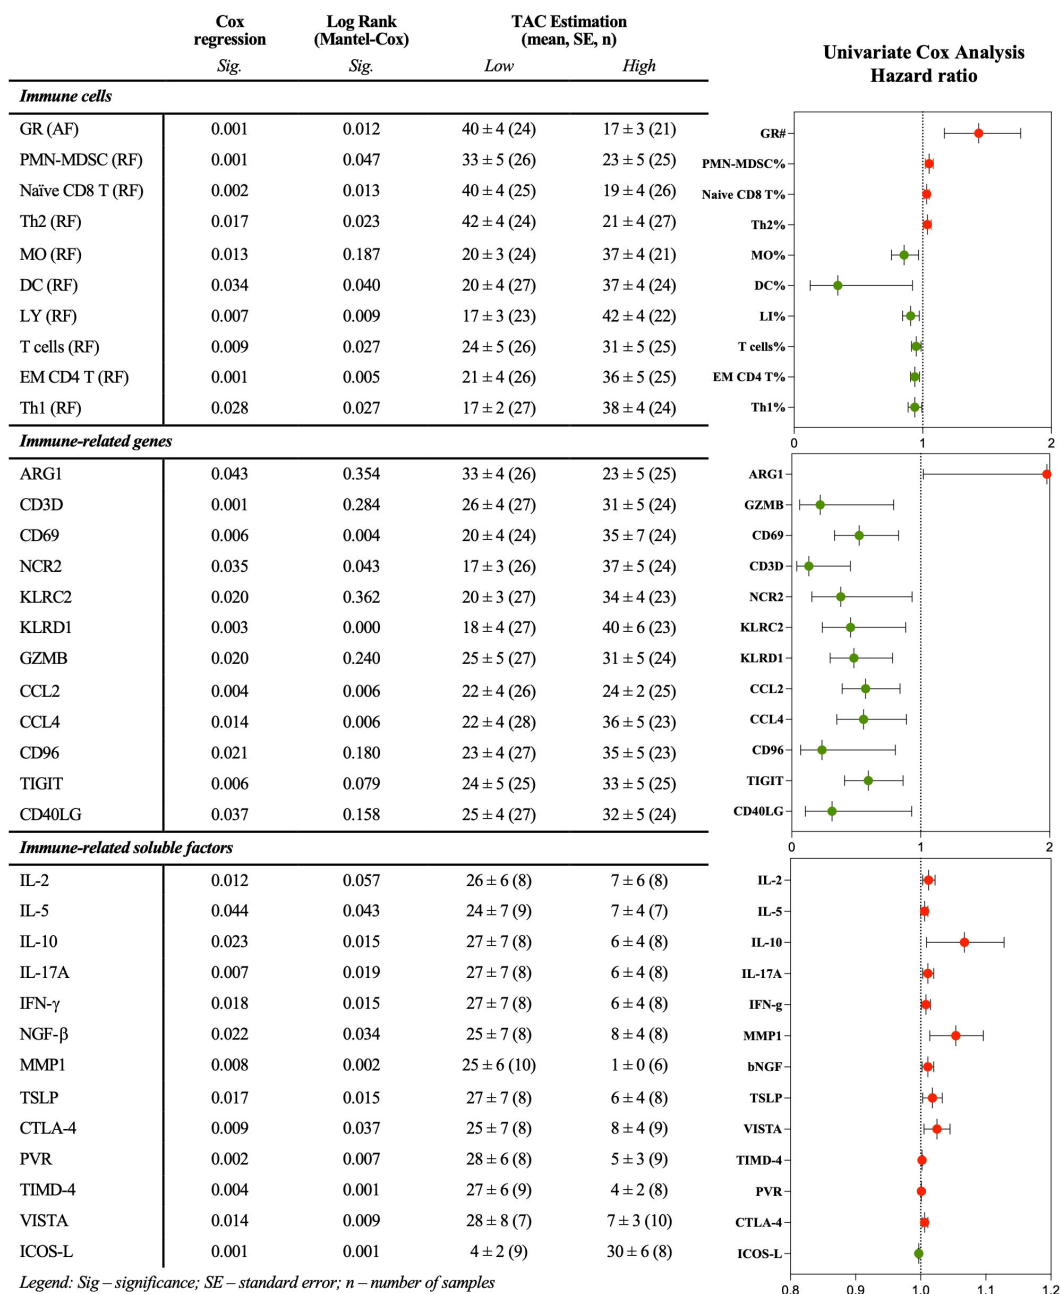 Cox regression Log Rank (Mantel-Cox) TAC Estimation (mean, SE, n)
Sig. Sig. Low High
Immune cells
GR (AF) 0.001 0.012 40 ± 4 (24) 17 ± 3 (21)
PMN-MDSC (RF) 0.001 0.047 33 ± 5 (26) 23 ± 5 (25)
Naïve CD8 T (RF) 0.002 0.013 40 ± 4 (25) 19 ± 4 (26)
Th2 (RF) 0.017 0.023 42 ± 4 (24) 21 ± 4 (27)
MO (RF) 0.013 0.187 20 ± 3 (24) 37 ± 4 (21)
DC (RF) 0.034 0.040 20 ± 4 (27) 37 ± 4 (24)
LY (RF) 0.007 0.009 17 ± 3 (23) 42 ± 4 (22)
T cells (RF) 0.009 0.027 24 ± 5 (26) 31 ± 5 (25)
EM CD4 T (RF) 0.001 0.005 21 ± 4 (26) 36 ± 5 (25)
Th1 (RF) 0.028 0.027 17 ± 2 (27) 38 ± 4 (24)
Immune-related genes
ARG1 0.043 0.354 33 ± 4 (26) 23 ± 5 (25)
CD3D 0.001 0.284 26 ± 4 (27) 31 ± 5 (24)
CD69 0.006 0.004 20 ± 4 (24) 35 ± 7 (24)
NCR2 0.035 0.043 17 ± 3 (26) 37 ± 5 (24)
KLRC2 0.020 0.362 20 ± 3 (27) 34 ± 4 (23)
KLRD1 0.003 0.000 18 ± 4 (27) 40 ± 6 (23)
GZMB 0.020 0.240 25 ± 5 (27) 31 ± 5 (24)
CCL2 0.004 0.006 22 ± 4 (26) 24 ± 2 (25)
CCL4 0.014 0.006 22 ± 4 (28) 36 ± 5 (23)
CD96 0.021 0.180 23 ± 4 (27) 35 ± 5 (23)
TIGIT 0.006 0.079 24 ± 5 (25) 33 ± 5 (25)
CD40LG 0.037 0.158 25 ± 4 (27) 32 ± 5 (24)
Immune-related soluble factors
IL-2 0.012 0.057 26 ± 6 (8) 7 ± 6 (8)
IL-5 0.044 0.043 24 ± 7 (9) 7 ± 4 (7)
IL-10 0.023 0.015 27 ± 7 (8) 6 ± 4 (8)
IL-17A 0.007 0.019 27 ± 7 (8) 6 ± 4 (8)
IFN-γ 0.018 0.015 27 ± 7 (8) 6 ± 4 (8)
NGF-β 0.022 0.034 25 ± 7 (8) 8 ± 4 (8)
MMP1 0.008 0.002 25 ± 6 (10) 1 ± 0 (6)
TSLP 0.017 0.015 27 ± 7 (8) 6 ± 4 (8)
CTLA-4 0.009 0.037 25 ± 7 (8) 8 ± 4 (9)
PVR 0.002 0.007 28 ± 6 (8) 5 ± 3 (9)
TIMD-4 0.004 0.001 27 ± 6 (9) 4 ± 2 (8)
VISTA 0.014 0.009 28 ± 8 (7) 7 ± 3 (10)
ICOS-L 0.001 0.001 4 ± 2 (9) 30 ± 6 (8)
Legend: Sig – significance; SE – standard error; n – number of samples
Univariate Cox Analysis
Hazard ratio
GR#
PMN-MDSC%
Naive CD8 T%
Th2%
MO%
DC%
LI%
T cells%
EM CD4 T%
Th1%
0 1 2
ARG1
GZMB
CD69
CD3D
NCR2
KLRC2
KLRD1
CCL2
CCL4
CD96
TIGIT
CD40LG
0 1 2
IL-2
IL-5
IL-10
IL-17A
IFN-g
MMP1
bNGF
TSLP
VISTA
TIMD-4
PVR
CTLA-4
ICOS-L
0.8 0.9 1.0 1.1 1.2